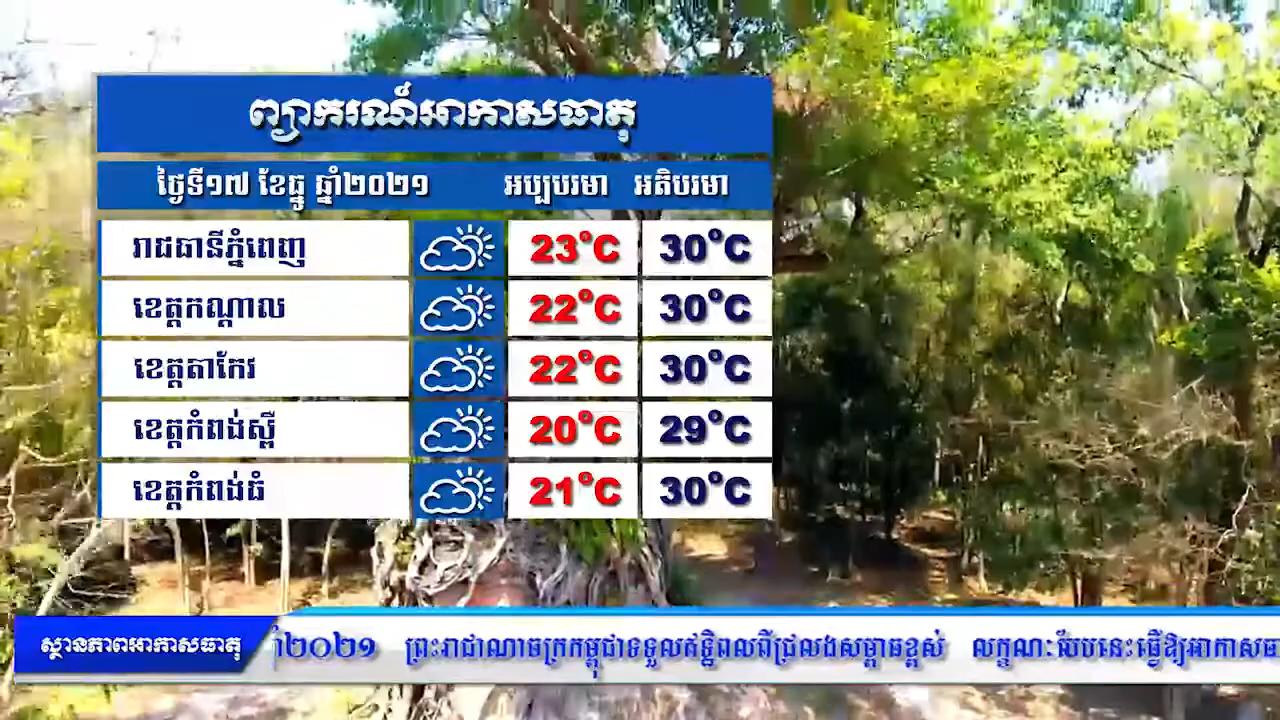 ព្យាករណ៍អាកាសធាតុ
ថ្ងៃទី១៧ ខែធ្នូ ឆ្នាំ២០២១ អប្បបរមា អតិបរមា
រាជធានីភ្នំពេញ 23°C 30°C
ខេត្តកណ្តាល 22°C 30°C
ខេត្តតាកែវ 22°C 30°C
ខេត្តកំពង់ស្ពឺ 20°C 29°C
ខេត្តកំពង់ធំ 21°C 30°C
ស្ថានភាពអាកាសធាតុ ២០២១ ព្រះរាជាណាចក្រកម្ពុជាទទួលឥទ្ធិពលពីជ្រលងសម្ពាធខ្ពស់ លក្ខណៈបែបនេះធ្វើឱ្យអាកាសធ